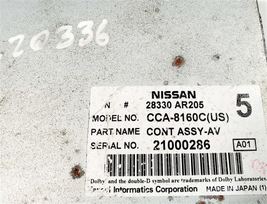 20336
NISSAN
N # 28330 AR205
5
MODEL NO. CCA-8160C(US)
PART NAME CONT ASSY-AV
SERIAL NO. 21000286 A01
Dolby and the double-D symbol are trademarks of Dolby Laboratories.
Informatics Corporation MADE IN JAPAN (1)